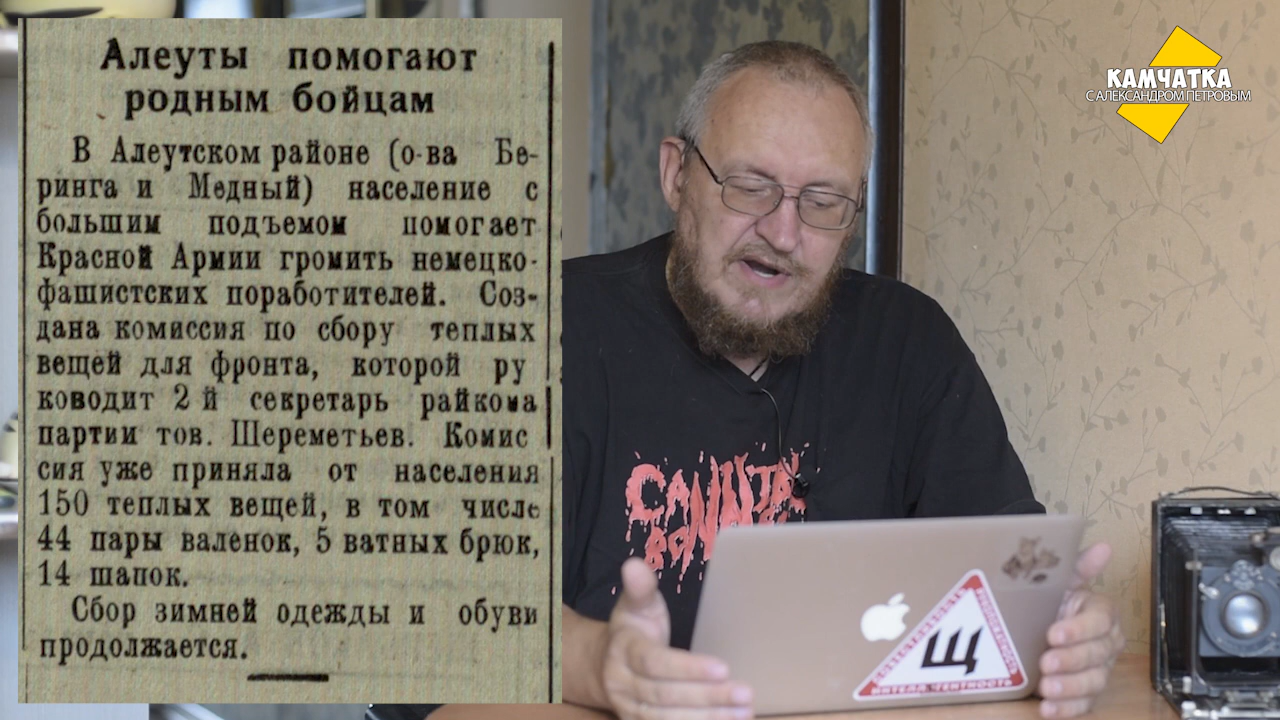 Алеуты помогают
родным бойцам
В Алеутском районе (о-ва Бе-
ринга и Медный) население с
большим подъемом помогает
Красной Армии громить немецко-
фашистских поработителей. Соз-
дана комиссия по сбору теплых
вещей для фронта, которой ру
ководит 2 й секретарь райкома
партии тов. Шереметьев. Комис
сия уже приняла от населения
150 теплых вещей, в том числе
44 пары валенок, 5 ватных брюк,
14 шапок.
Сбор зимней одежды и обуви
продолжается.
КАМЧАТКА
С АЛЕКСАНДРОМ ПЕТРОВЫМ
CANNIBAL
Щ